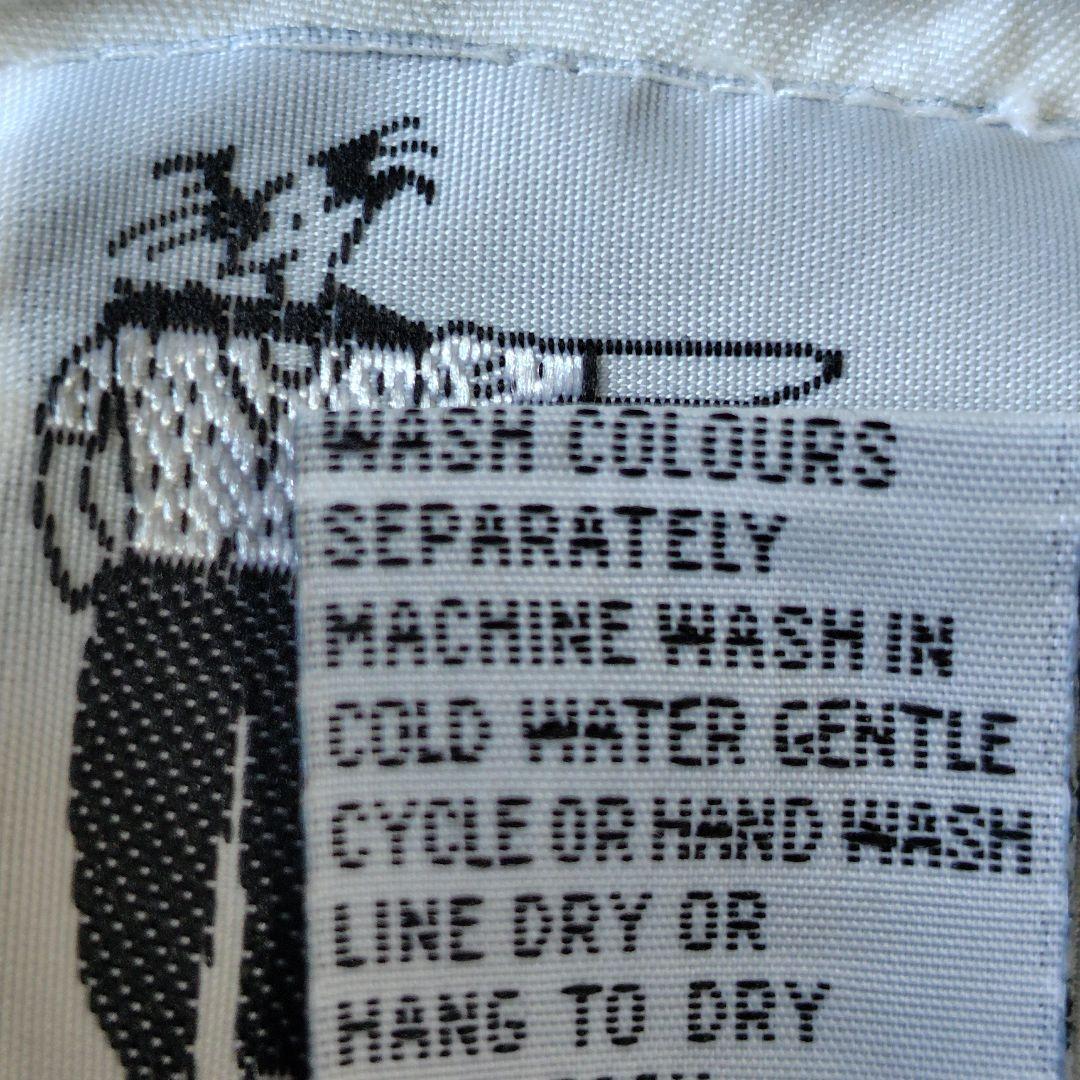 WASH COLOURS
SEPARATELY
MACHINE WASH IN
COLD WATER GENTLE
CYCLE OR HAND WASH
LINE DRY OR
HANG TO DRY